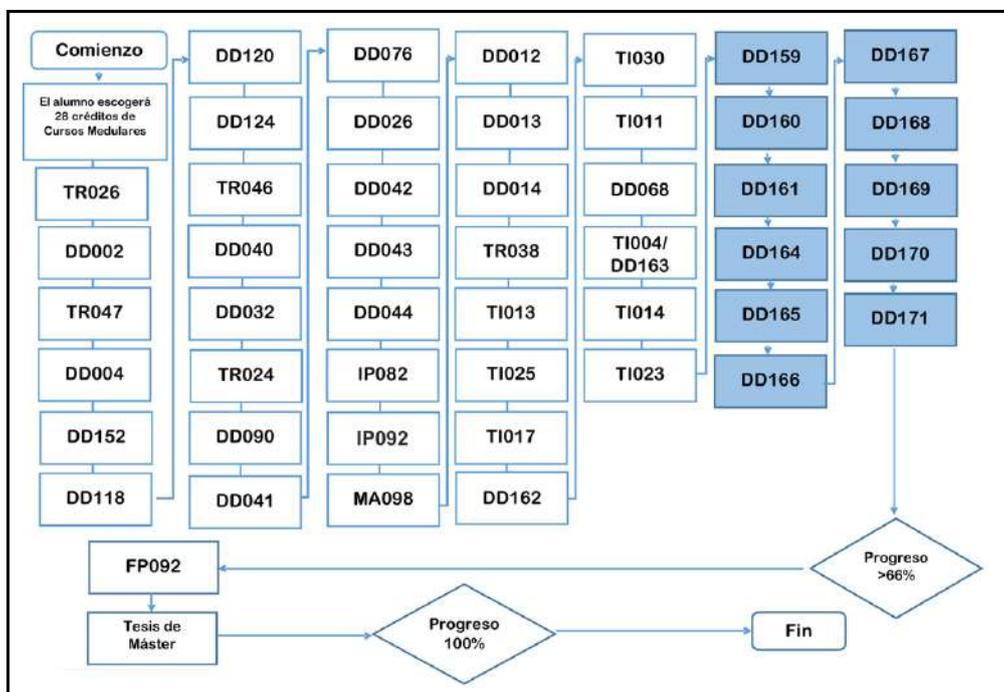 Comienzo
El alumno escogerá
28 créditos de
Cursos Medulares
TR026
DD002
TR047
DD004
DD152
DD118
DD120
DD124
TR046
DD040
DD032
TR024
DD090
DD041
DD076
DD026
DD042
DD043
DD044
IP082
IP092
MA098
DD012
DD013
DD014
TR038
TI013
TI025
TI017
DD162
TI030
TI011
DD068
TI004/
DD163
TI014
TI023
DD159
DD160
DD161
DD164
DD165
DD166
DD167
DD168
DD169
DD170
DD171
Progreso
>66%
FP092
Tesis de
Máster
Progreso
100%
Fin